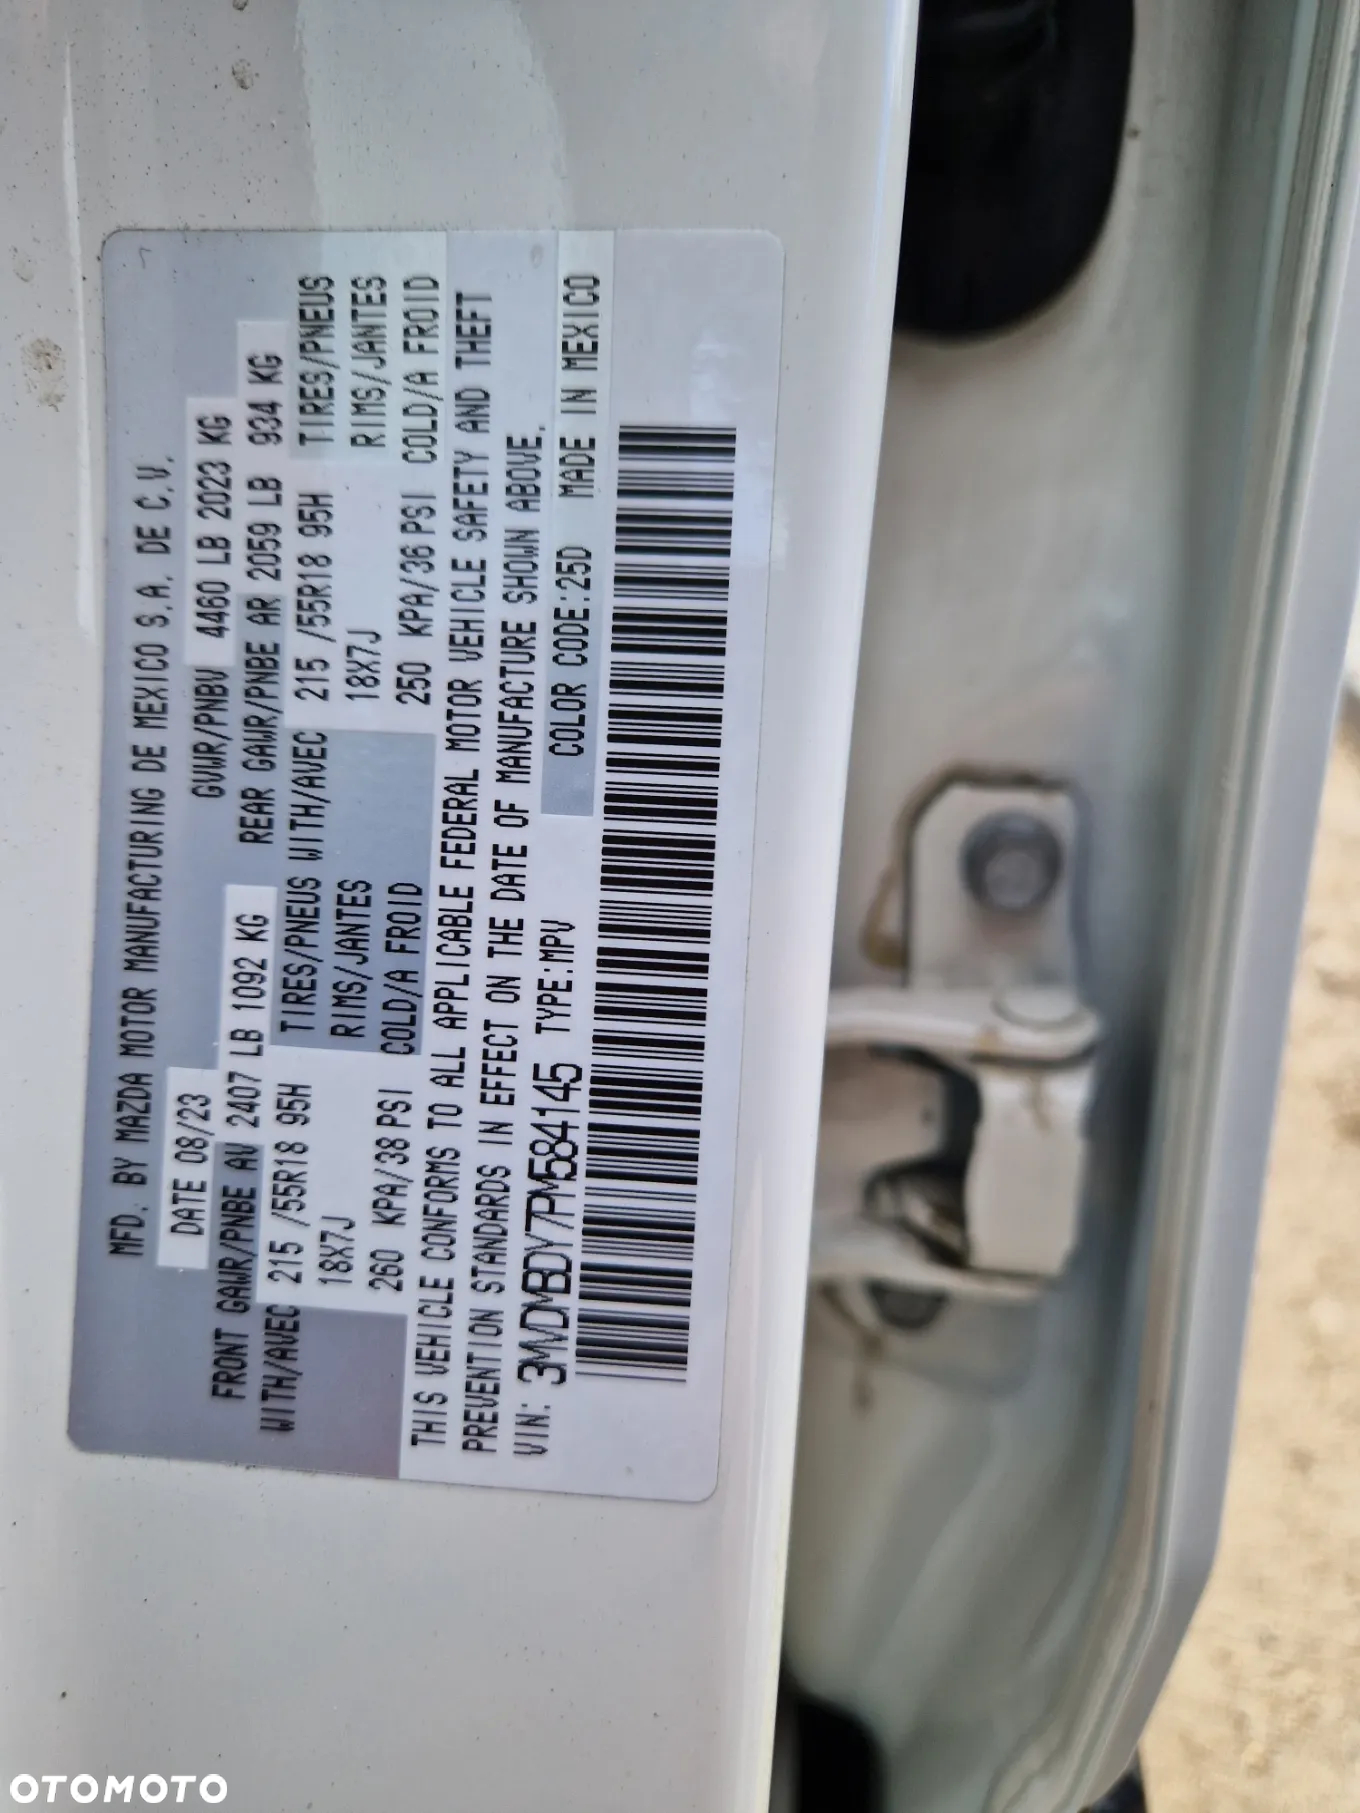 MFD. BY MAZDA MOTOR MANUFACTURING DE MEXICO S.A. DE C.V.
DATE 08/23 GVWR/PNBV 4460 LB 2023 KG
FRONT GAWR/PNBE AV 2407 LB 1092 KG REAR GAWR/PNBE AR 2059 LB 934 KG
WITH/AVEC 215 /55R18 95H TIRES/PNEUS WITH/AVEC 215 /55R18 95H TIRES/PNEUS
18X7J RIMS/JANTES 18X7J RIMS/JANTES
260 KPA/38 PSI COLD/A FROID 250 KPA/36 PSI COLD/A FROID
THIS VEHICLE CONFORMS TO ALL APPLICABLE FEDERAL MOTOR VEHICLE SAFETY AND THEFT
PREVENTION STANDARDS IN EFFECT ON THE DATE OF MANUFACTURE SHOWN ABOVE.
VIN: 3MVDMBDY7PM584145 TYPE:MPV COLOR CODE:25D MADE IN MEXICO
OTOMOTO